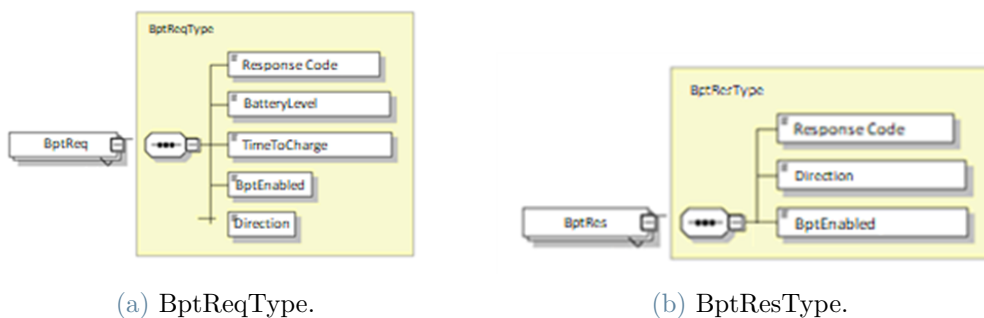 BptReqType
Response Code
BatteryLevel
TimeToCharge
BptReq
BptEnabled
Direction
(a) BptReqType.
BptResType
Response Code
Direction
BptRes
BptEnabled
(b) BptResType.